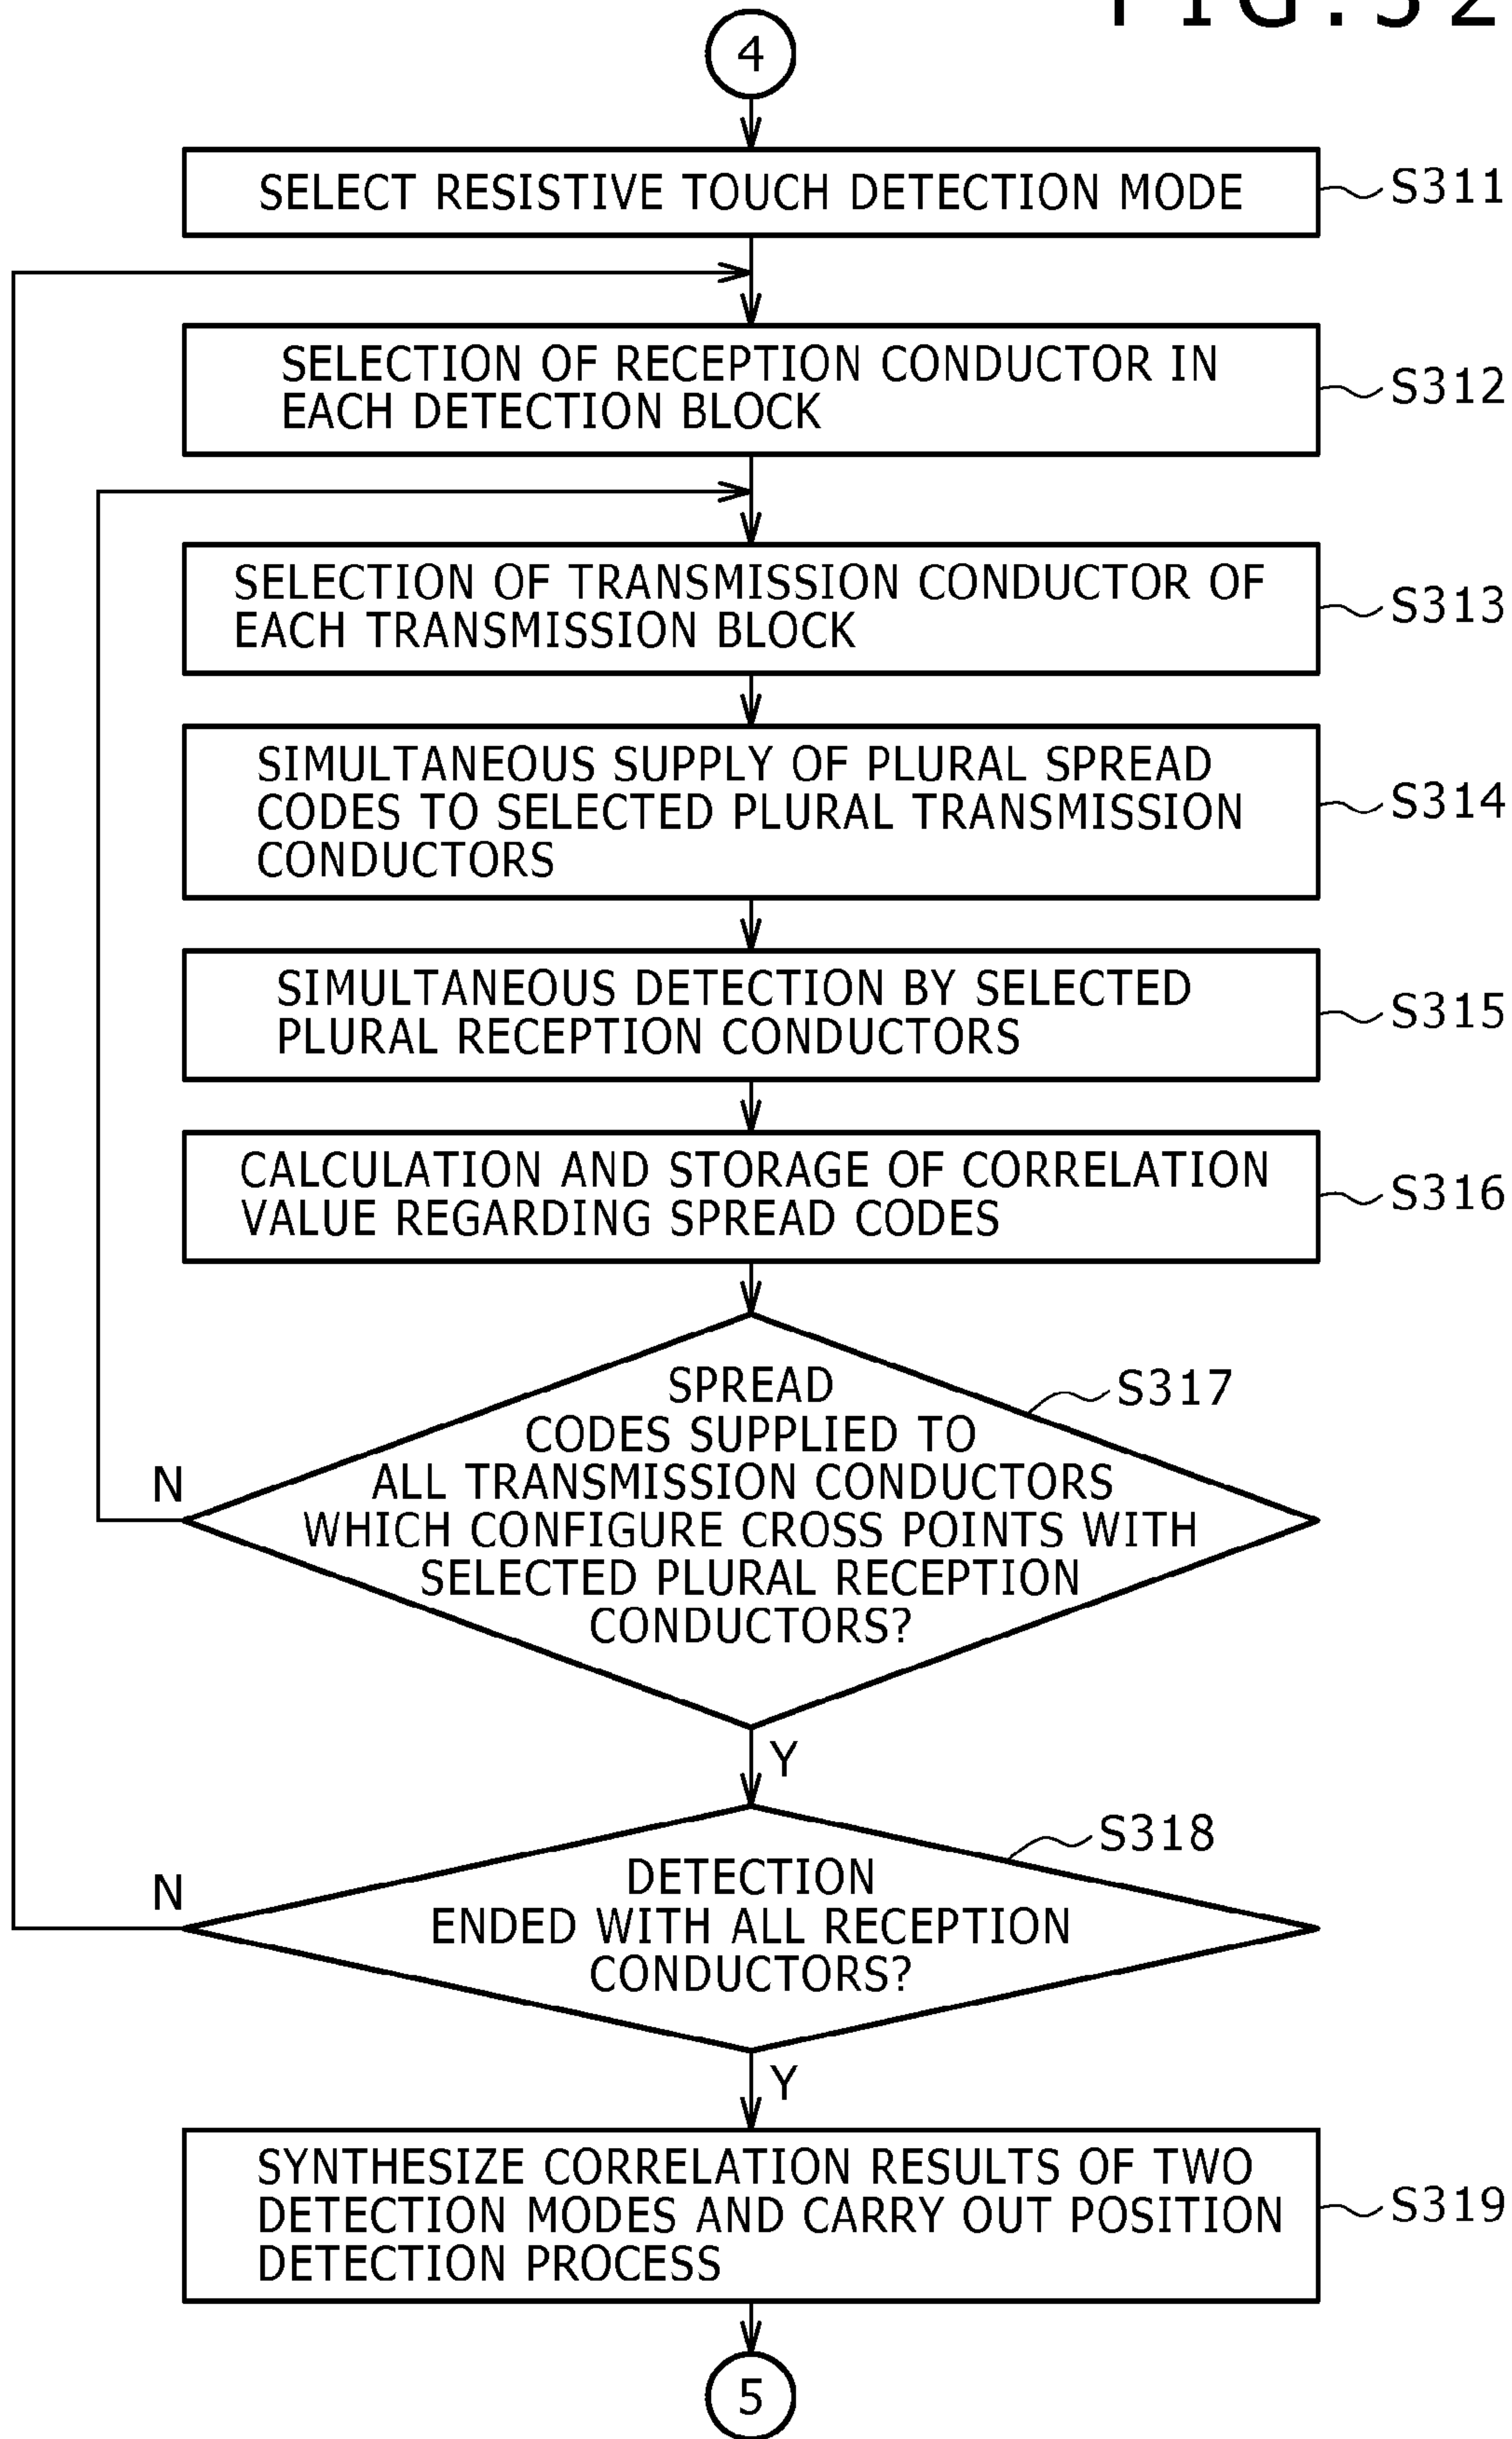 FIG.32
4
SELECT RESISTIVE TOUCH DETECTION MODE
S311
SELECTION OF RECEPTION CONDUCTOR IN
EACH DETECTION BLOCK
S312
SELECTION OF TRANSMISSION CONDUCTOR OF
EACH TRANSMISSION BLOCK
S313
SIMULTANEOUS SUPPLY OF PLURAL SPREAD
CODES TO SELECTED PLURAL TRANSMISSION
CONDUCTORS
S314
SIMULTANEOUS DETECTION BY SELECTED
PLURAL RECEPTION CONDUCTORS
S315
CALCULATION AND STORAGE OF CORRELATION
VALUE REGARDING SPREAD CODES
S316
SPREAD
CODES SUPPLIED TO
ALL TRANSMISSION CONDUCTORS
WHICH CONFIGURE CROSS POINTS WITH
SELECTED PLURAL RECEPTION
CONDUCTORS?
S317
N
Y
DETECTION
ENDED WITH ALL RECEPTION
CONDUCTORS?
S318
N
Y
SYNTHESIZE CORRELATION RESULTS OF TWO
DETECTION MODES AND CARRY OUT POSITION
DETECTION PROCESS
S319
5